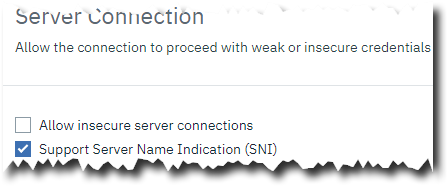 Server Connection
Allow the connection to proceed with weak or insecure credentials
Allow insecure server connections
Support Server Name Indication (SNI)